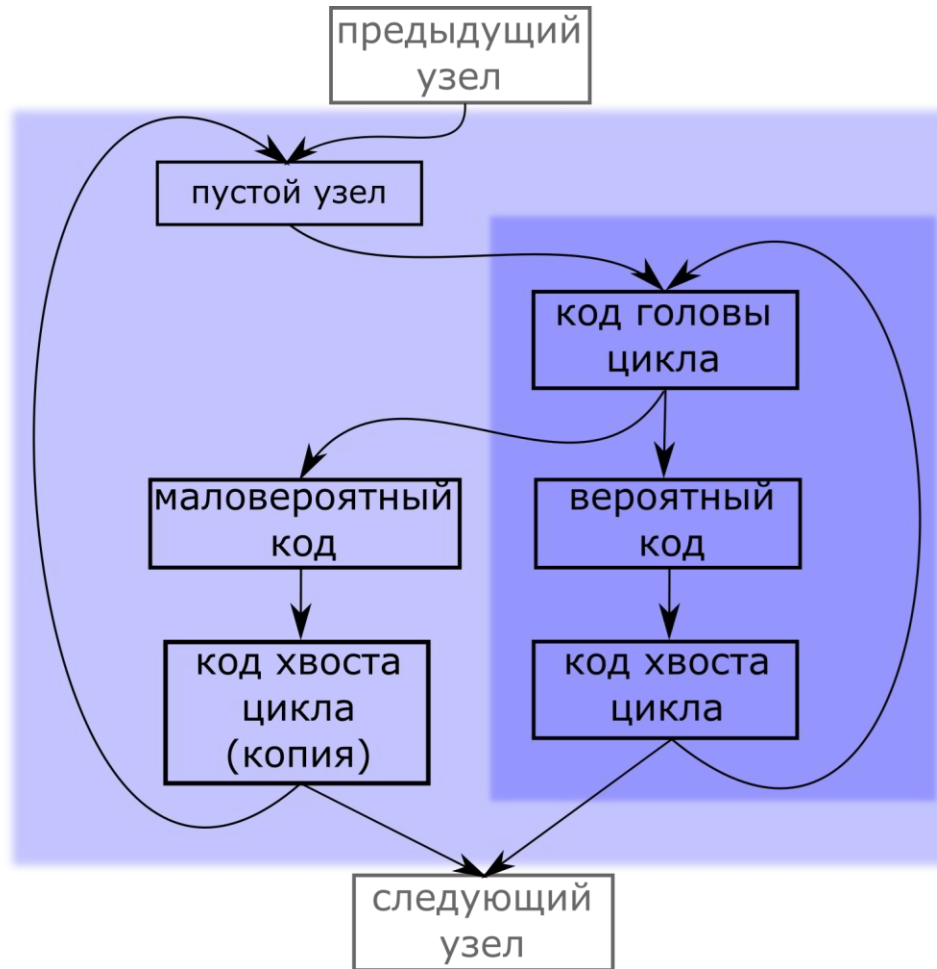 предыдущий
узел
пустой узел
код головы
цикла
маловероятный
код
вероятный
код
код хвоста
цикла
(копия)
код хвоста
цикла
следующий
узел